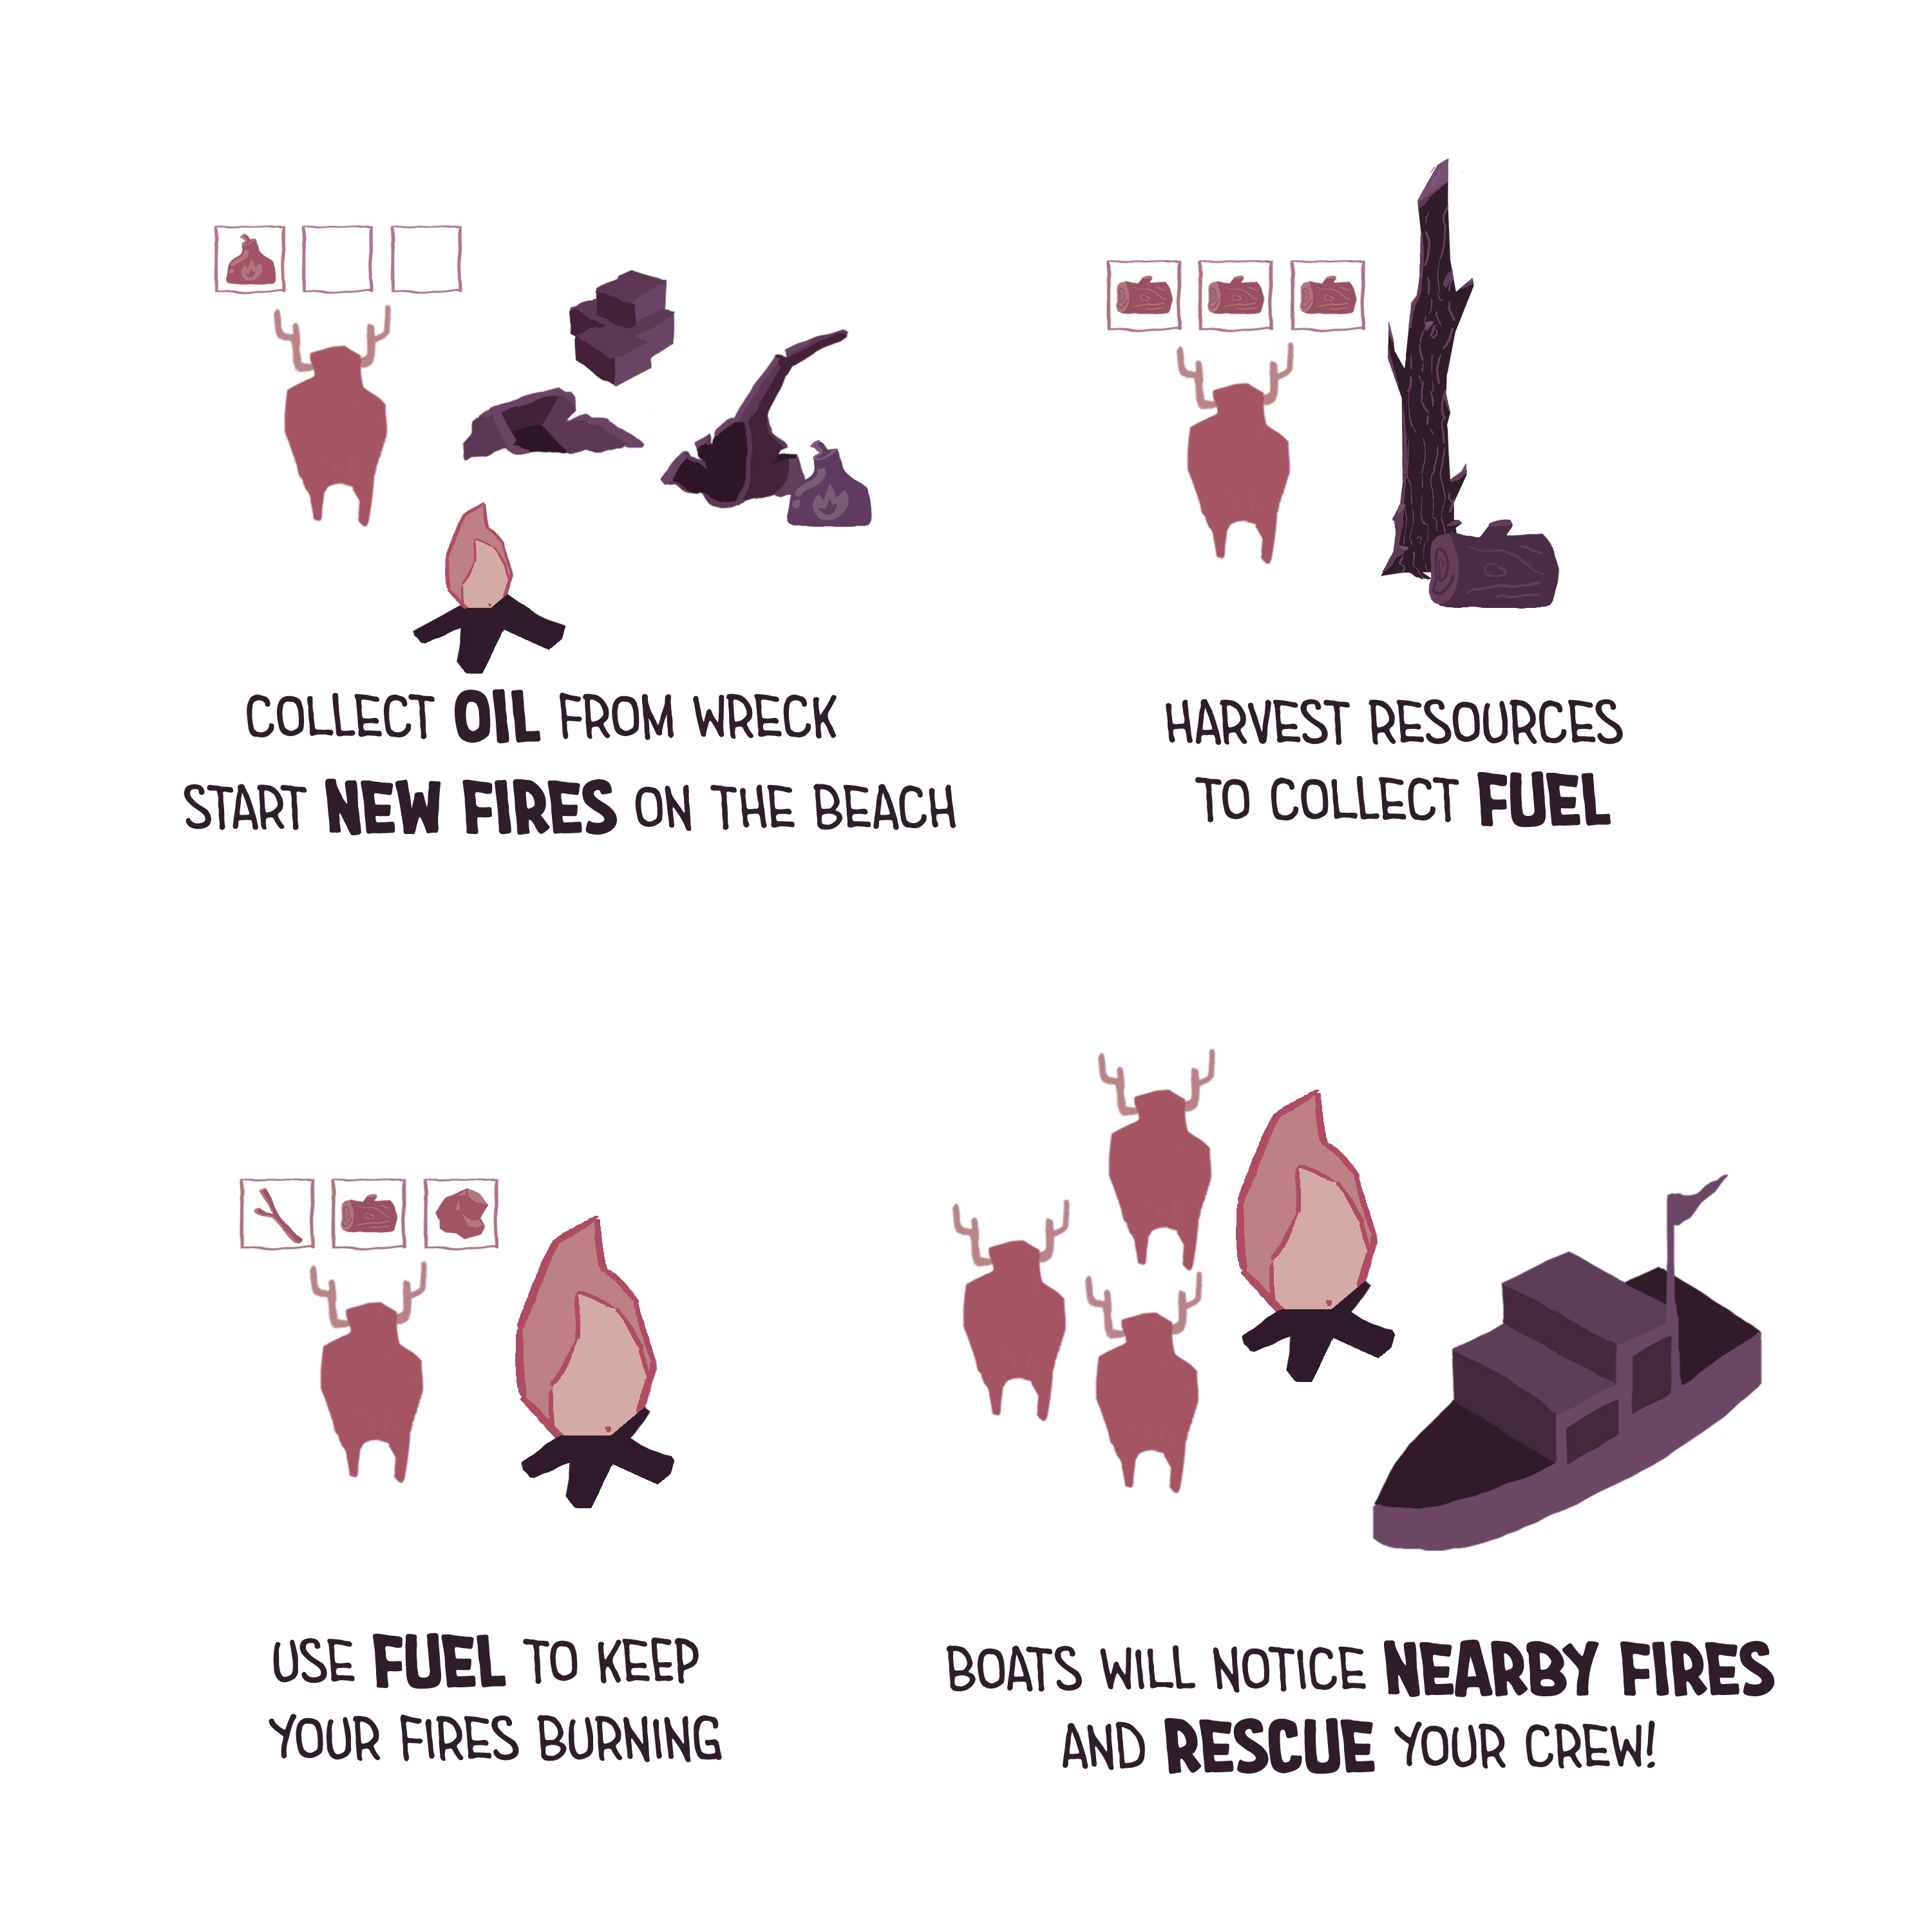 COLLECT OIL FROM WRECK
START NEW FIRES ON THE BEACH
HARVEST RESOURCES
TO COLLECT FUEL
USE FUEL TO KEEP
YOUR FIRES BURNING
BOATS WILL NOTICE NEARBY FIRES
AND RESCUE YOUR CREW!